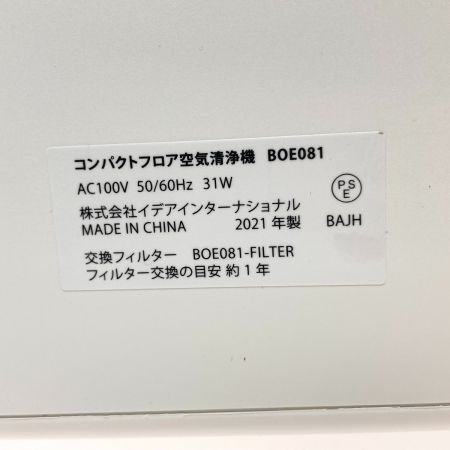 コンパクトフロア空気清浄機 BOE081
AC100V 50/60Hz 31W
株式会社イデアインターナショナル
MADE IN CHINA 2021年製
PSE
BAJH
交換フィルター BOE081-FILTER
フィルター交換の目安 約1年